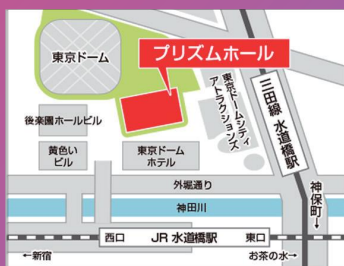 東京ドーム
プリズムホール
東京ドームシティ
アトラクションズ
三田線 水道橋駅
後楽園ホールビル
黄色い
ビル
東京ドーム
ホテル
外堀通り
神田川
神保町→
西口 JR 水道橋駅 東口
←新宿
お茶の水→